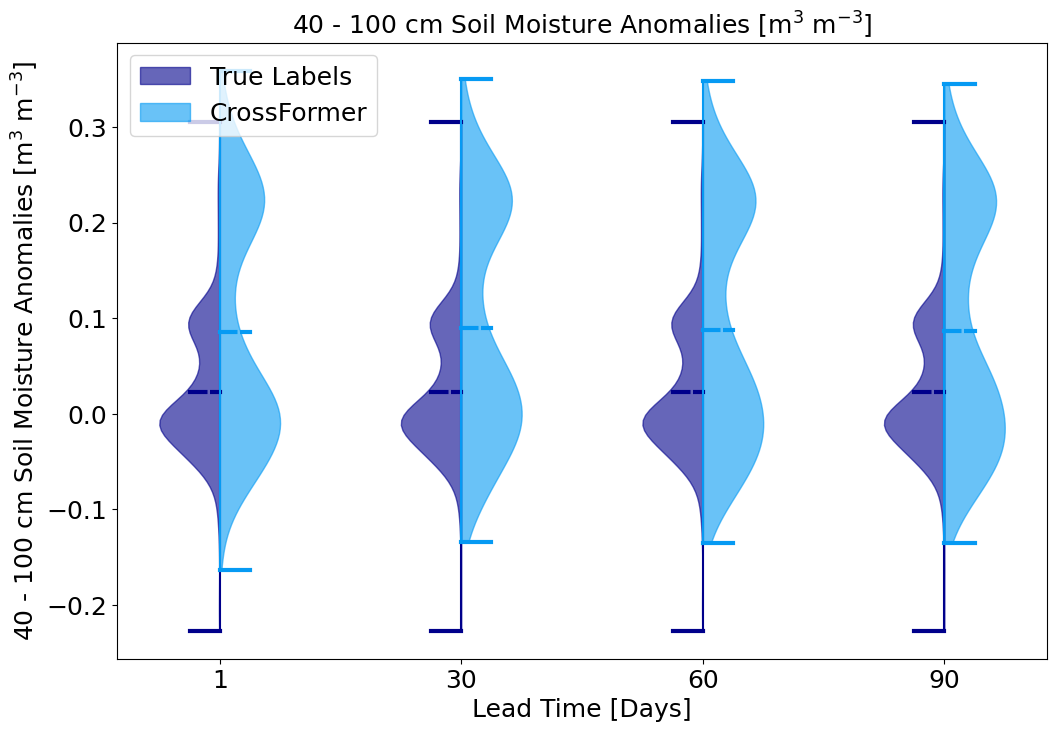 40 - 100 cm Soil Moisture Anomalies [m³ m⁻³]
True Labels
CrossFormer
40 - 100 cm Soil Moisture Anomalies [m³ m⁻³]
0.3
0.2
0.1
0.0
−0.1
−0.2
1 30 60 90
Lead Time [Days]